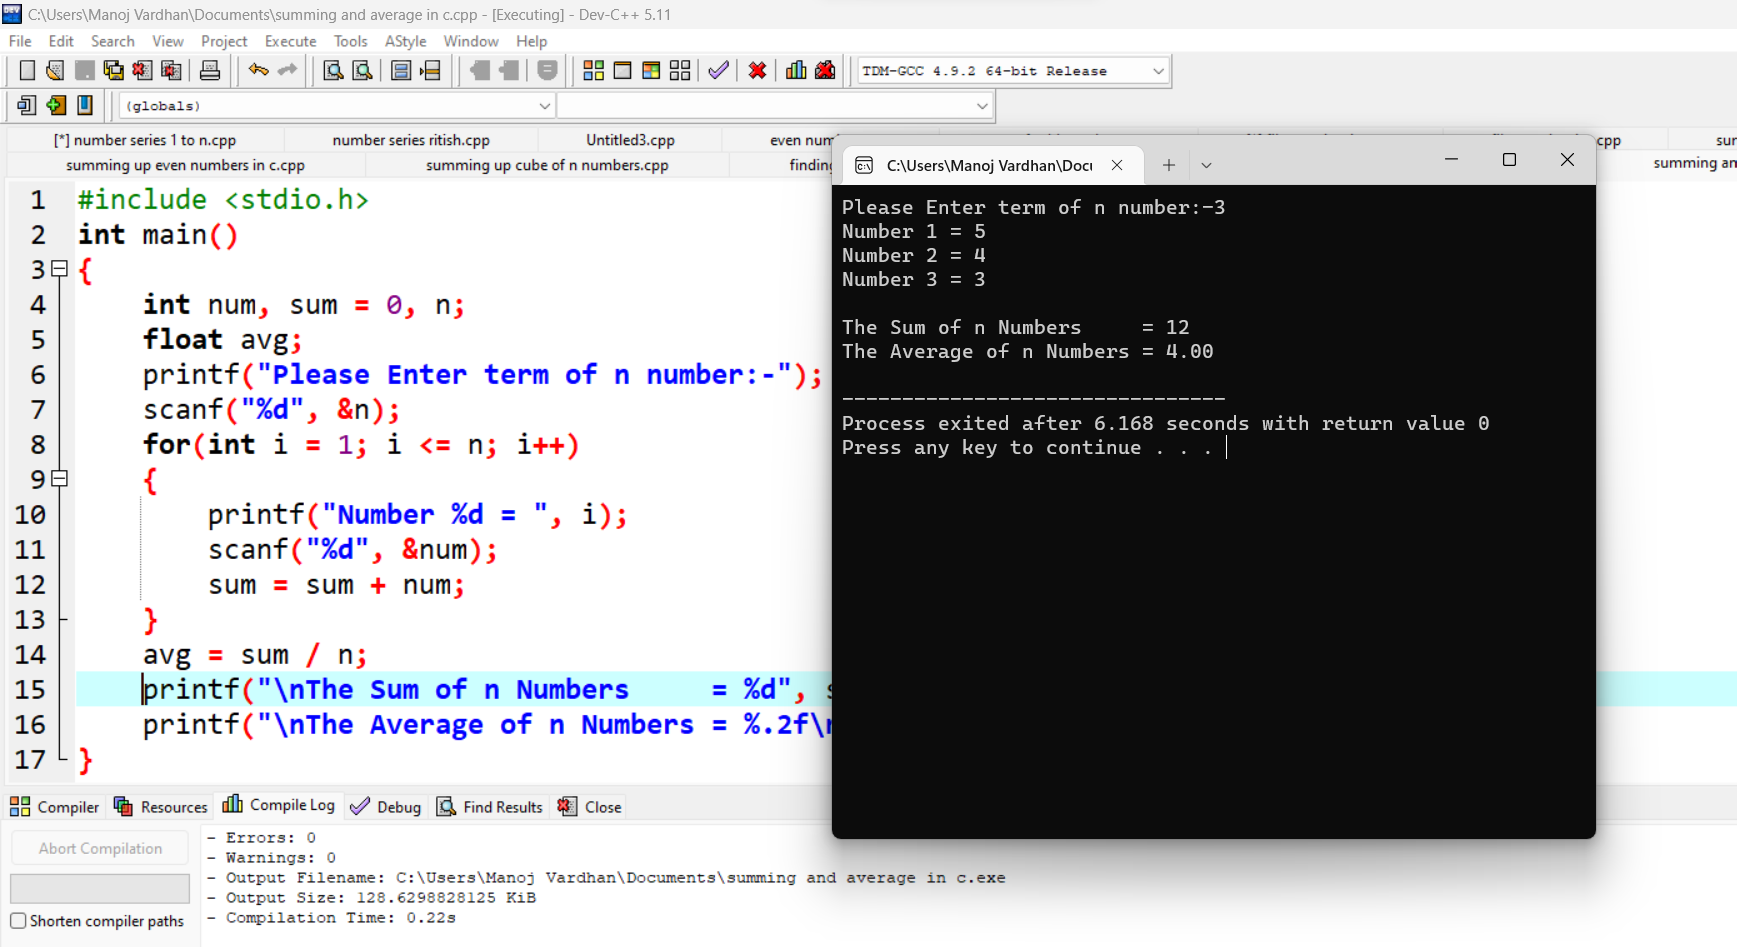 C:\Users\Manoj Vardhan\Documents\summing and average in c.cpp - [Executing] - Dev-C++ 5.11
File Edit Search View Project Execute Tools AStyle Window Help
TDM-GCC 4.9.2 64-bit Release
(globals)
[*] number series 1 to n.cpp number series ritish.cpp Untitled3.cpp even num cpp sur
summing up even numbers in c.cpp summing up cube of n numbers.cpp finding summing an
1 #include <stdio.h>
2 int main()
3 {
4 int num, sum = 0, n;
5 float avg;
6 printf("Please Enter term of n number:-");
7 scanf("%d", &n);
8 for(int i = 1; i <= n; i++)
9 {
10 printf("Number %d = ", i);
11 scanf("%d", &num);
12 sum = sum + num;
13 }
14 avg = sum / n;
15 printf("\nThe Sum of n Numbers     = %d",
16 printf("\nThe Average of n Numbers = %.2f\
17 }
C:\Users\Manoj Vardhan\Docu
Please Enter term of n number:-3
Number 1 = 5
Number 2 = 4
Number 3 = 3
The Sum of n Numbers     = 12
The Average of n Numbers = 4.00
--------------------------------
Process exited after 6.168 seconds with return value 0
Press any key to continue . . .
Compiler Resources Compile Log Debug Find Results Close
Abort Compilation
Shorten compiler paths
- Errors: 0
- Warnings: 0
- Output Filename: C:\Users\Manoj Vardhan\Documents\summing and average in c.exe
- Output Size: 128.6298828125 KiB
- Compilation Time: 0.22s